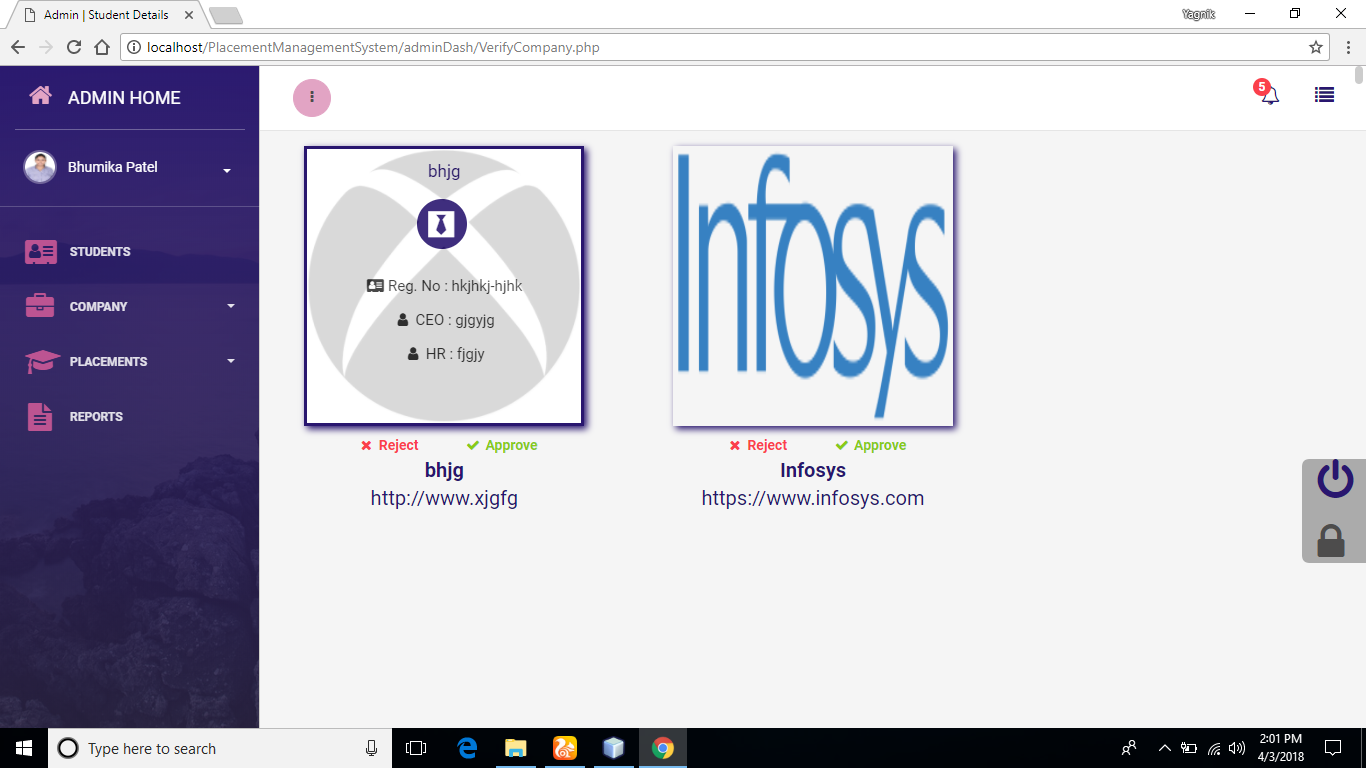 Admin | Student Details
Yagnik
localhost/PlacementManagementSystem/adminDash/VerifyCompany.php
ADMIN HOME
5
Bhumika Patel
STUDENTS
COMPANY
PLACEMENTS
REPORTS
bhjg
Reg. No : hkjhkj-hjhk
CEO : gjgyjg
HR : fjgjy
Reject Approve
bhjg
http://www.xjgfg
Infosys
Reject Approve
Infosys
https://www.infosys.com
Type here to search
2:01 PM
4/3/2018